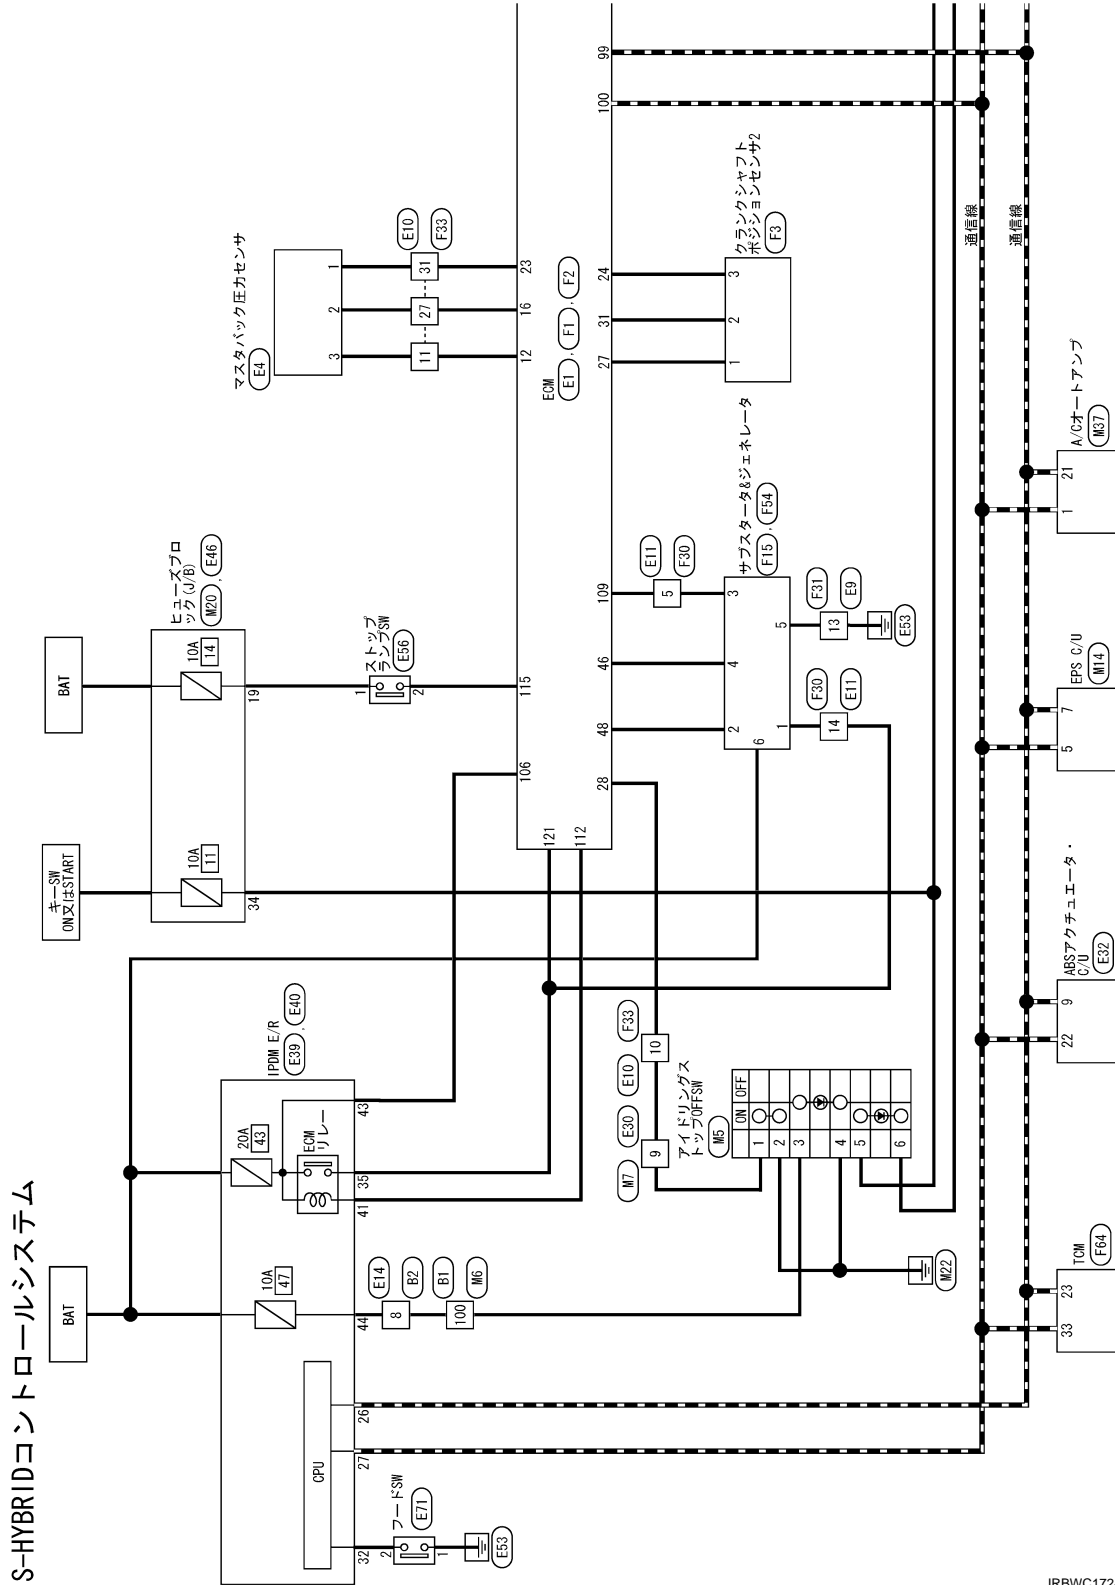 S-HYBRIDコントロールシステム
BAT
キーSW
ON又はSTART
BAT
ヒューズブロ
ック(J/B)
M20 , E46
10A
11
10A
14
34
19
ストップ
ランプSW
E56
1
2
マスタバック圧力センサ
E4
3
2
1
11
27
31
E10
F33
IPDM E/R
E39 , E40
10A
47
20A
43
ECM
リレー
CPU
32
27
26
44
41
35
43
フードSW
E71
2
1
E53
8
E14
B2
100
B1
M6
121
112
106
115
12
16
23
ECM
E1 , F1 , F2
28
48
46
109
27
31
24
100
99
9
M7
E30
10
E10
F33
アイドリングス
トップOFFSW
M5
ON
OFF
1
2
3
4
5
6
M22
サブスタータ&ジェネレータ
F15 , F54
6
2
4
3
1
5
5
E11
F30
14
F30
E11
13
F31
E9
E53
クランクシャフト
ポジションセンサ2
F3
1
2
3
通信線
通信線
TCM
F64
33
23
ABSアクチュエータ・
C/U
E32
22
9
EPS C/U
M14
5
7
A/Cオートアンプ
M37
1
21
JRBWC172